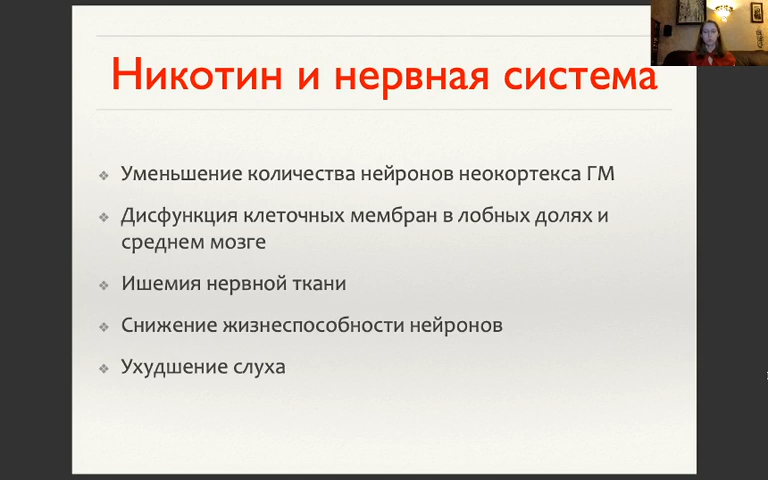 Никотин и нервная система
Уменьшение количества нейронов неокортекса ГМ
Дисфункция клеточных мембран в лобных долях и
среднем мозге
Ишемия нервной ткани
Снижение жизнеспособности нейронов
Ухудшение слуха